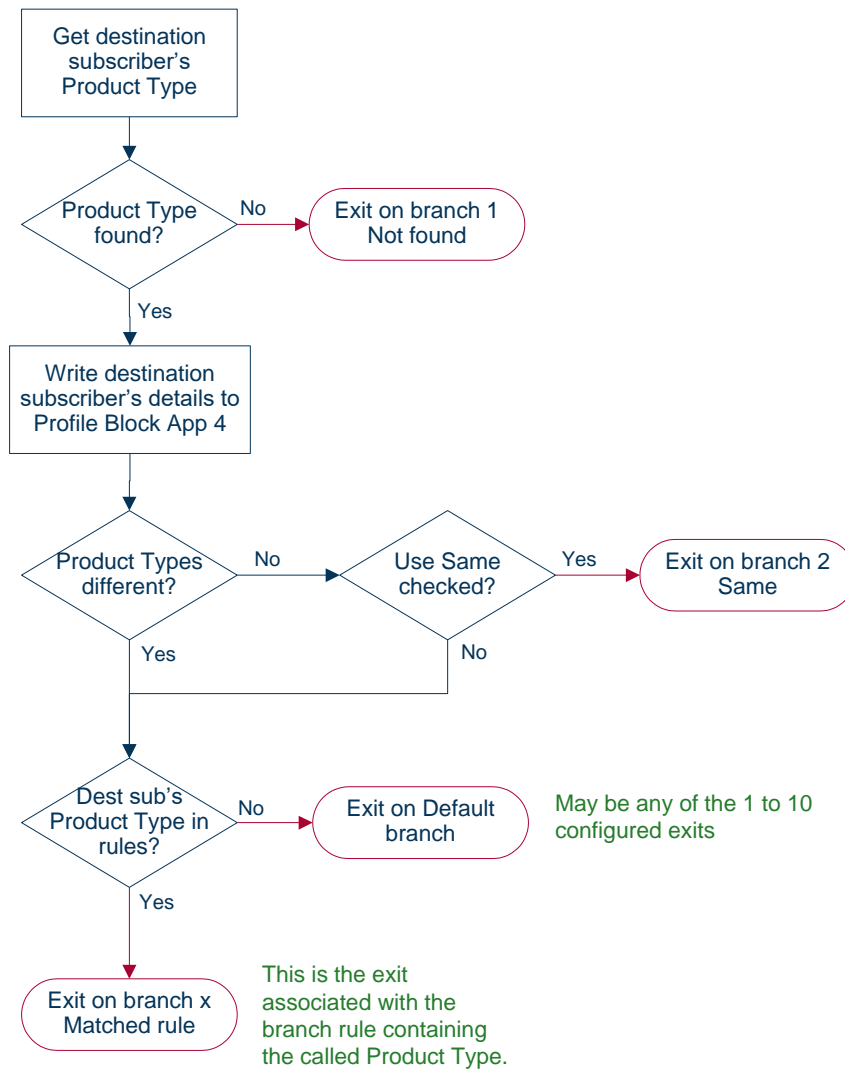 Get destination
subscriber's
Product Type
Product Type
found?
No
Exit on branch 1
Not found
Yes
Write destination
subscriber's details to
Profile Block App 4
Product Types
different?
No
Use Same
checked?
Yes
Exit on branch 2
Same
Yes
No
Dest sub's
Product Type in
rules?
No
Exit on Default
branch
May be any of the 1 to 10
configured exits
Yes
Exit on branch x
Matched rule
This is the exit
associated with the
branch rule containing
the called Product Type.